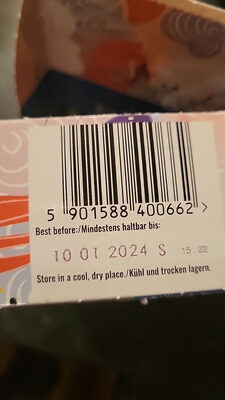 5 901588 400662 >
Best before:/Mindestens haltbar bis:
10 01 2024 S 15 22
Store in a cool, dry place./Kühl und trocken lagern.